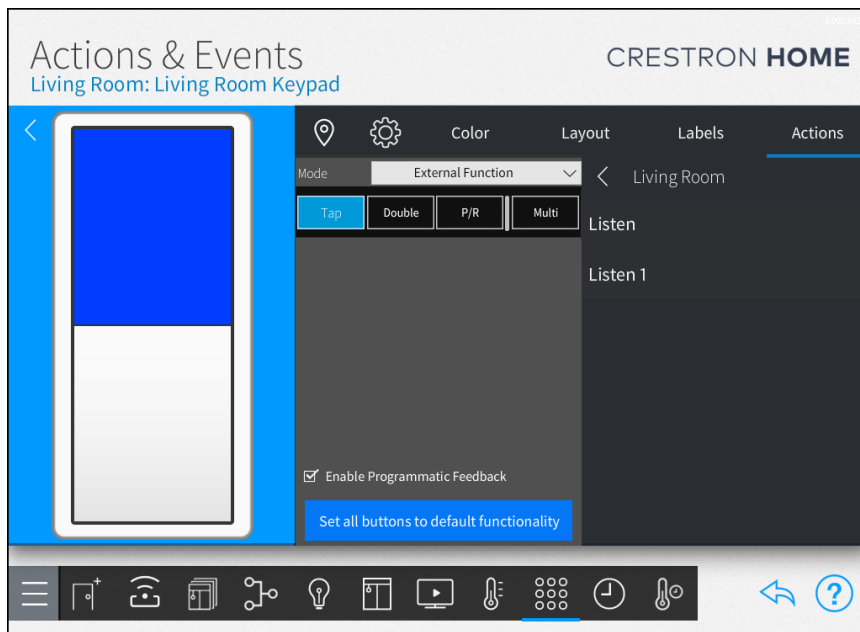 Actions & Events
CRESTRON HOME
Living Room: Living Room Keypad
Color Layout Labels Actions
Mode External Function
Living Room
Tap Double P/R Multi
Listen
Listen 1
Enable Programmatic Feedback
Set all buttons to default functionality
?